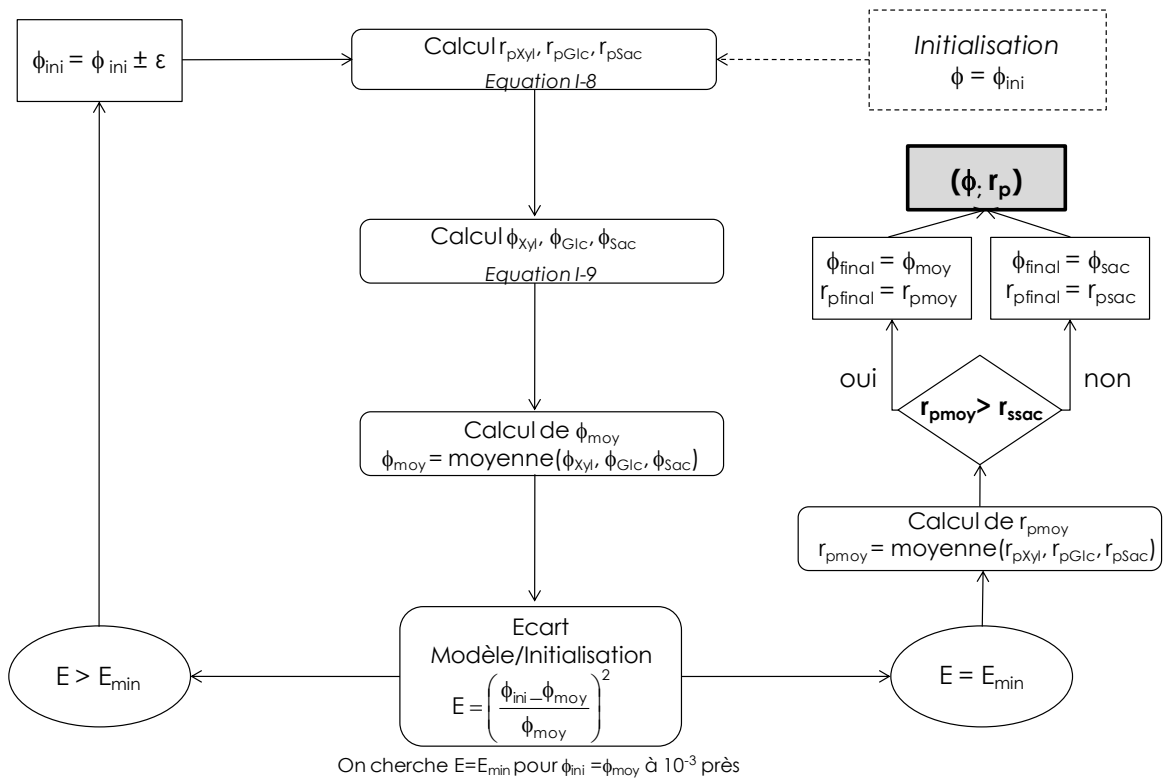 Initialisation
ϕ = ϕini
ϕini = ϕ ini ± ε
Calcul rpXyl, rpGlc, rpSac
Equation I-8
Calcul ϕXyl, ϕGlc, ϕSac
Equation I-9
Calcul de ϕmoy
ϕmoy = moyenne(ϕXyl, ϕGlc, ϕSac)
Ecart
Modèle/Initialisation
E = ((ϕini_ϕmoy)/ϕmoy)²
On cherche E=Emin pour ϕini =ϕmoy à 10⁻³ près
E > Emin
E = Emin
Calcul de rpmoy
rpmoy = moyenne(rpXyl, rpGlc, rpSac)
rpmoy> rssac
oui
non
ϕfinal = ϕmoy
rpfinal = rpmoy
ϕfinal = ϕsac
rpfinal = rpsac
(ϕ; rp)